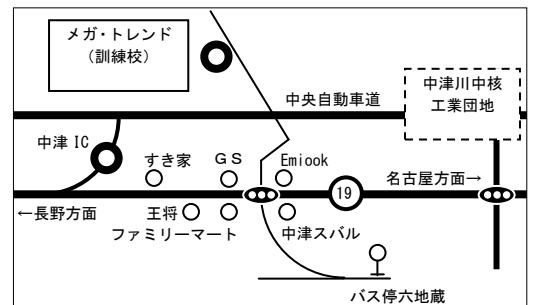 メガ・トレンド
（訓練校）
中央自動車道
中津川中核
工業団地
中津 IC
すき家
ＧＳ
Emiook
名古屋方面→
19
←長野方面
王将
ファミリーマート
中津スバル
バス停六地蔵